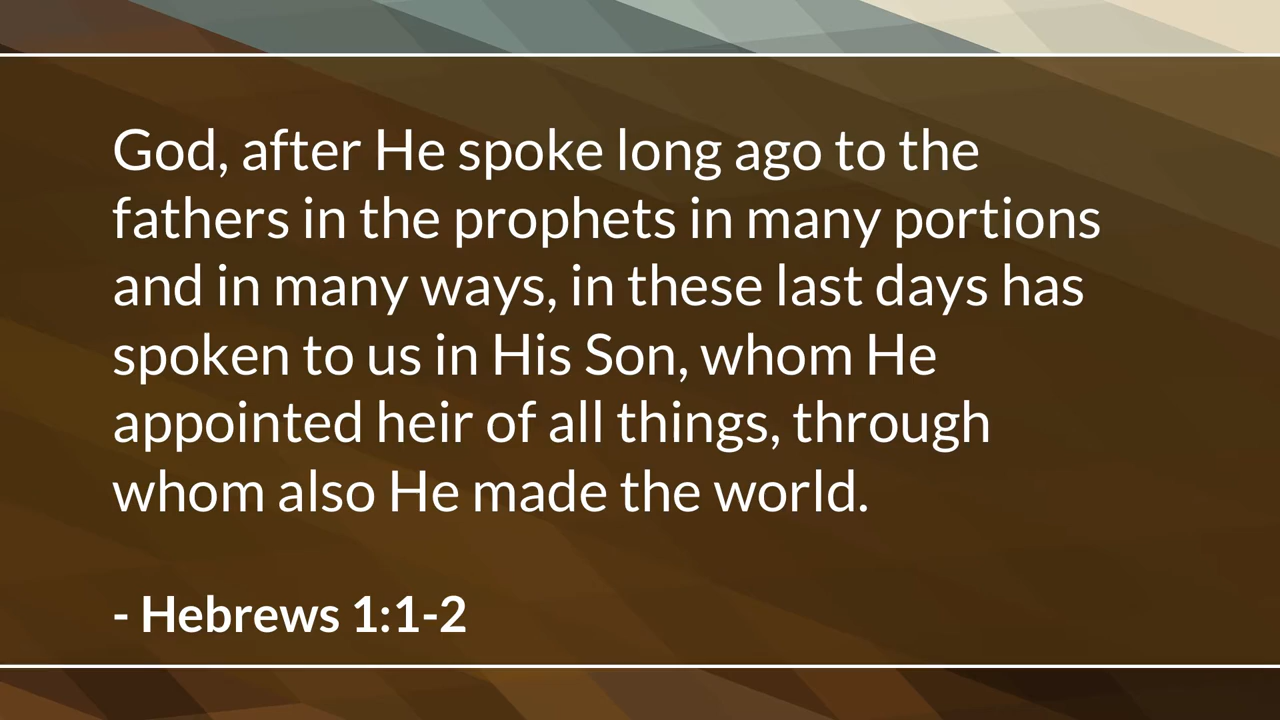 God, after He spoke long ago to the
fathers in the prophets in many portions
and in many ways, in these last days has
spoken to us in His Son, whom He
appointed heir of all things, through
whom also He made the world.
- Hebrews 1:1-2